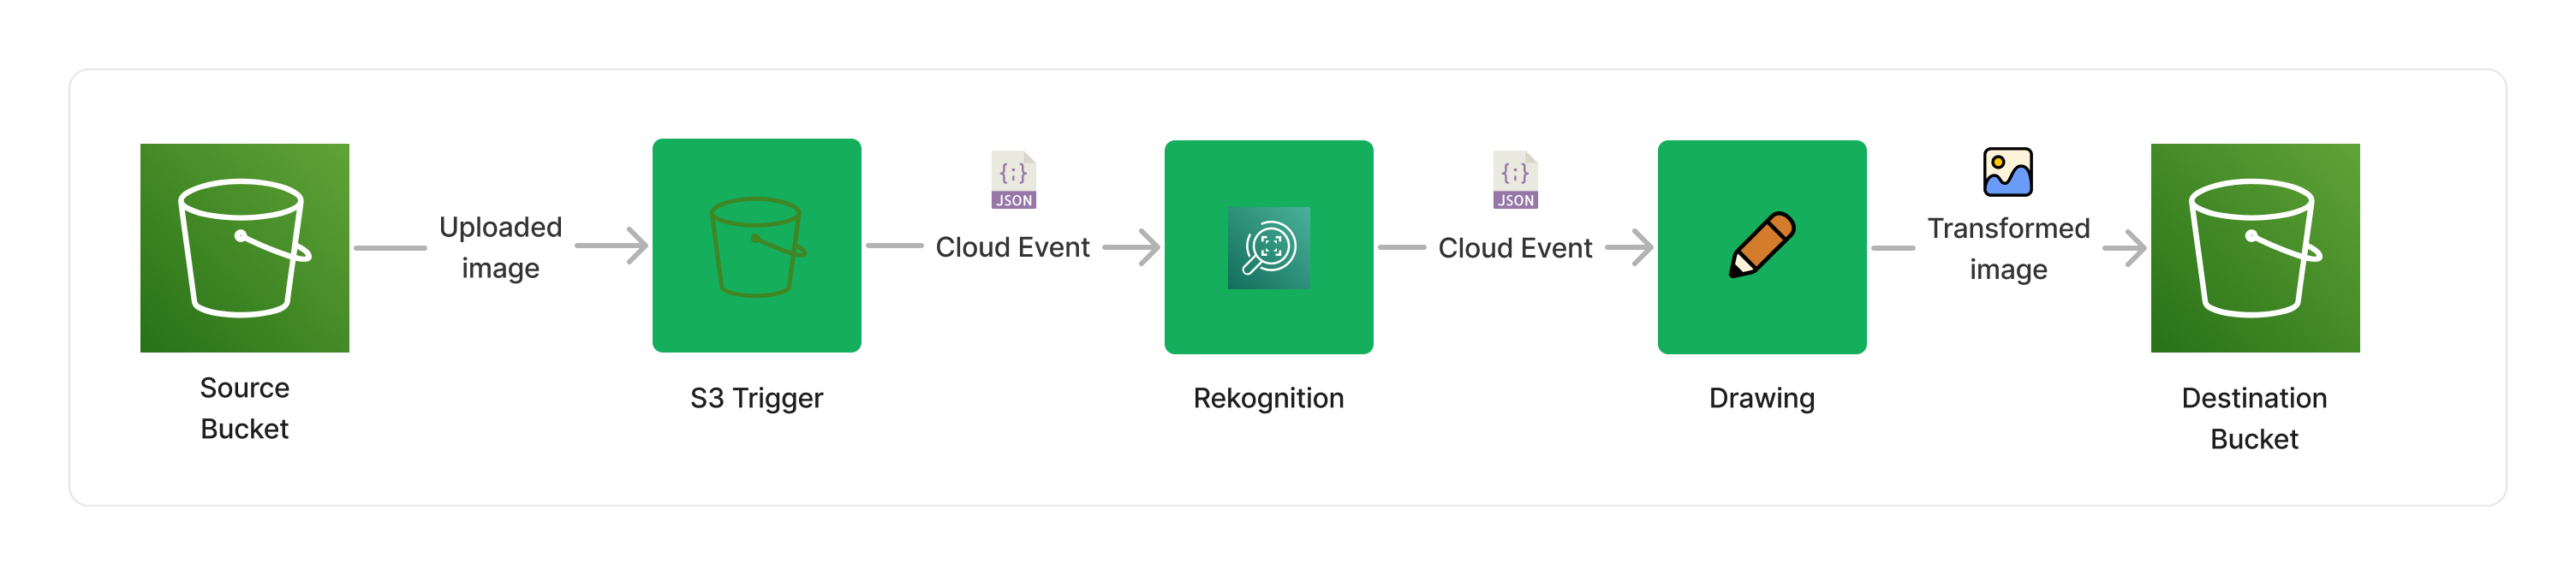 Source
Bucket
Uploaded
image
S3 Trigger
{;}
JSON
Cloud Event
Rekognition
{;}
JSON
Cloud Event
Drawing
Transformed
image
Destination
Bucket